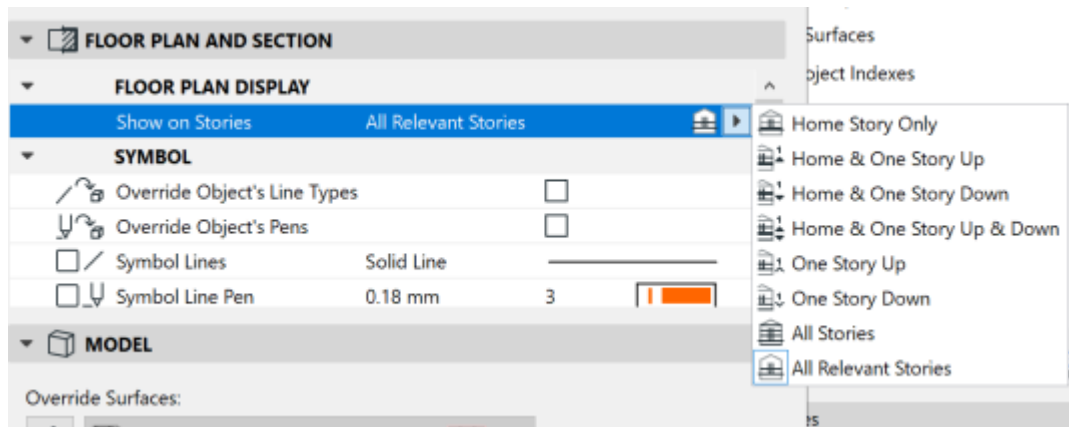 FLOOR PLAN AND SECTION
FLOOR PLAN DISPLAY
Show on Stories All Relevant Stories
SYMBOL
Override Object's Line Types
Override Object's Pens
Symbol Lines Solid Line
Symbol Line Pen 0.18 mm 3
MODEL
Override Surfaces:
Surfaces
bject Indexes
Home Story Only
Home & One Story Up
Home & One Story Down
Home & One Story Up & Down
One Story Up
One Story Down
All Stories
All Relevant Stories